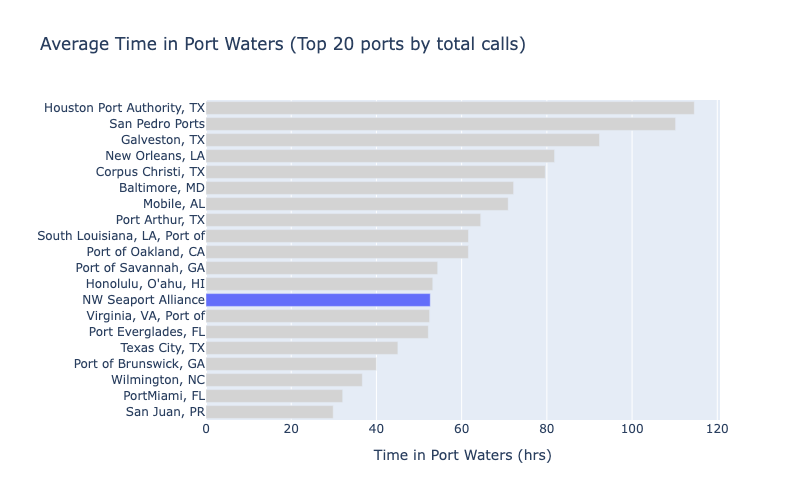 Average Time in Port Waters (Top 20 ports by total calls)
Houston Port Authority, TX
San Pedro Ports
Galveston, TX
New Orleans, LA
Corpus Christi, TX
Baltimore, MD
Mobile, AL
Port Arthur, TX
South Louisiana, LA, Port of
Port of Oakland, CA
Port of Savannah, GA
Honolulu, O'ahu, HI
NW Seaport Alliance
Virginia, VA, Port of
Port Everglades, FL
Texas City, TX
Port of Brunswick, GA
Wilmington, NC
PortMiami, FL
San Juan, PR
0 20 40 60 80 100 120
Time in Port Waters (hrs)